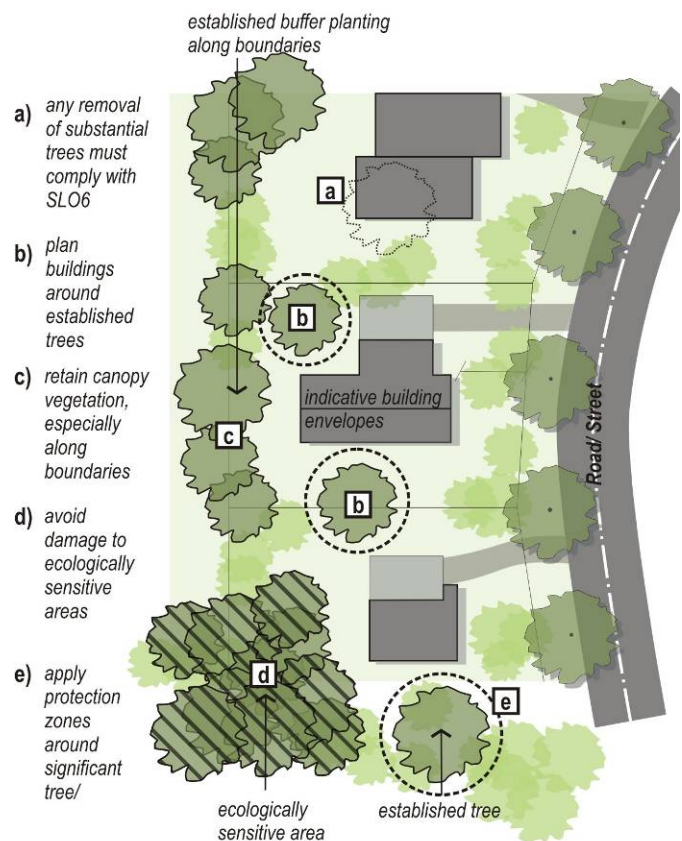 established buffer planting
along boundaries
a) any removal
of substantial
trees must
comply with
SLO6
b) plan
buildings
around
established
trees
c) retain canopy
vegetation,
especially
along
boundaries
d) avoid
damage to
ecologically
sensitive
areas
e) apply
protection
zones
around
significant
tree/
a
b
indicative building
envelopes
c
b
d
e
Road/ Street
ecologically
sensitive area
established tree